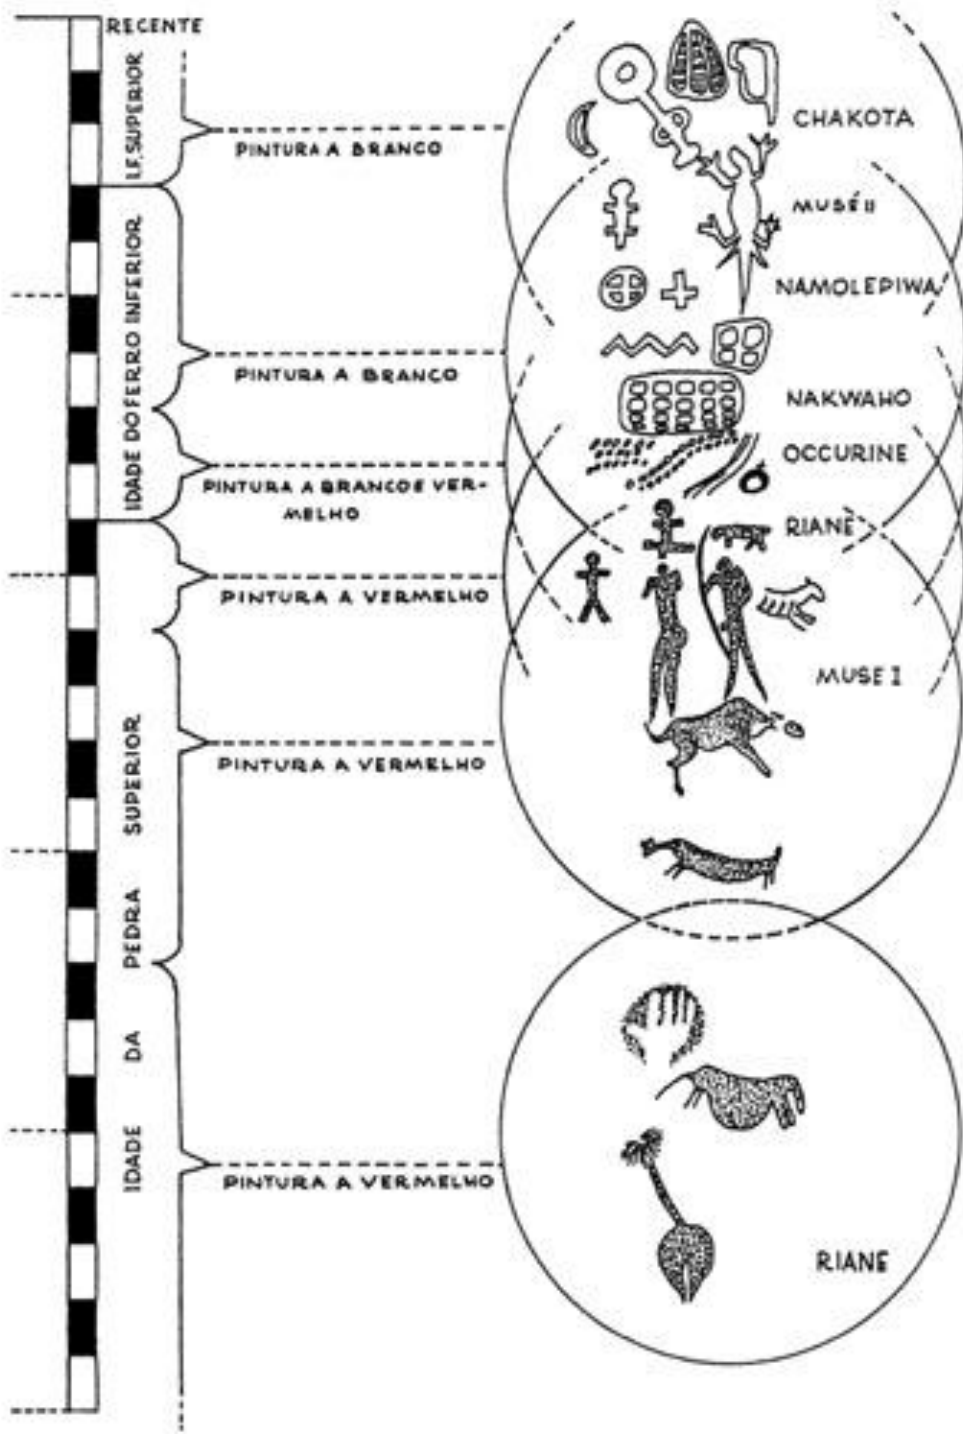 RECENTE
I.F. SUPERIOR
PINTURA A BRANCO
CHAKOTA
MUSÉ II
IDADE DO FERRO INFERIOR
NAMOLEPIWA
PINTURA A BRANCO
NAKWAHO
OCCURINE
PINTURA A BRANCO E VER-
MELHO
RIANE
PINTURA A VERMELHO
MUSE I
IDADE DA PEDRA SUPERIOR
PINTURA A VERMELHO
PINTURA A VERMELHO
RIANE